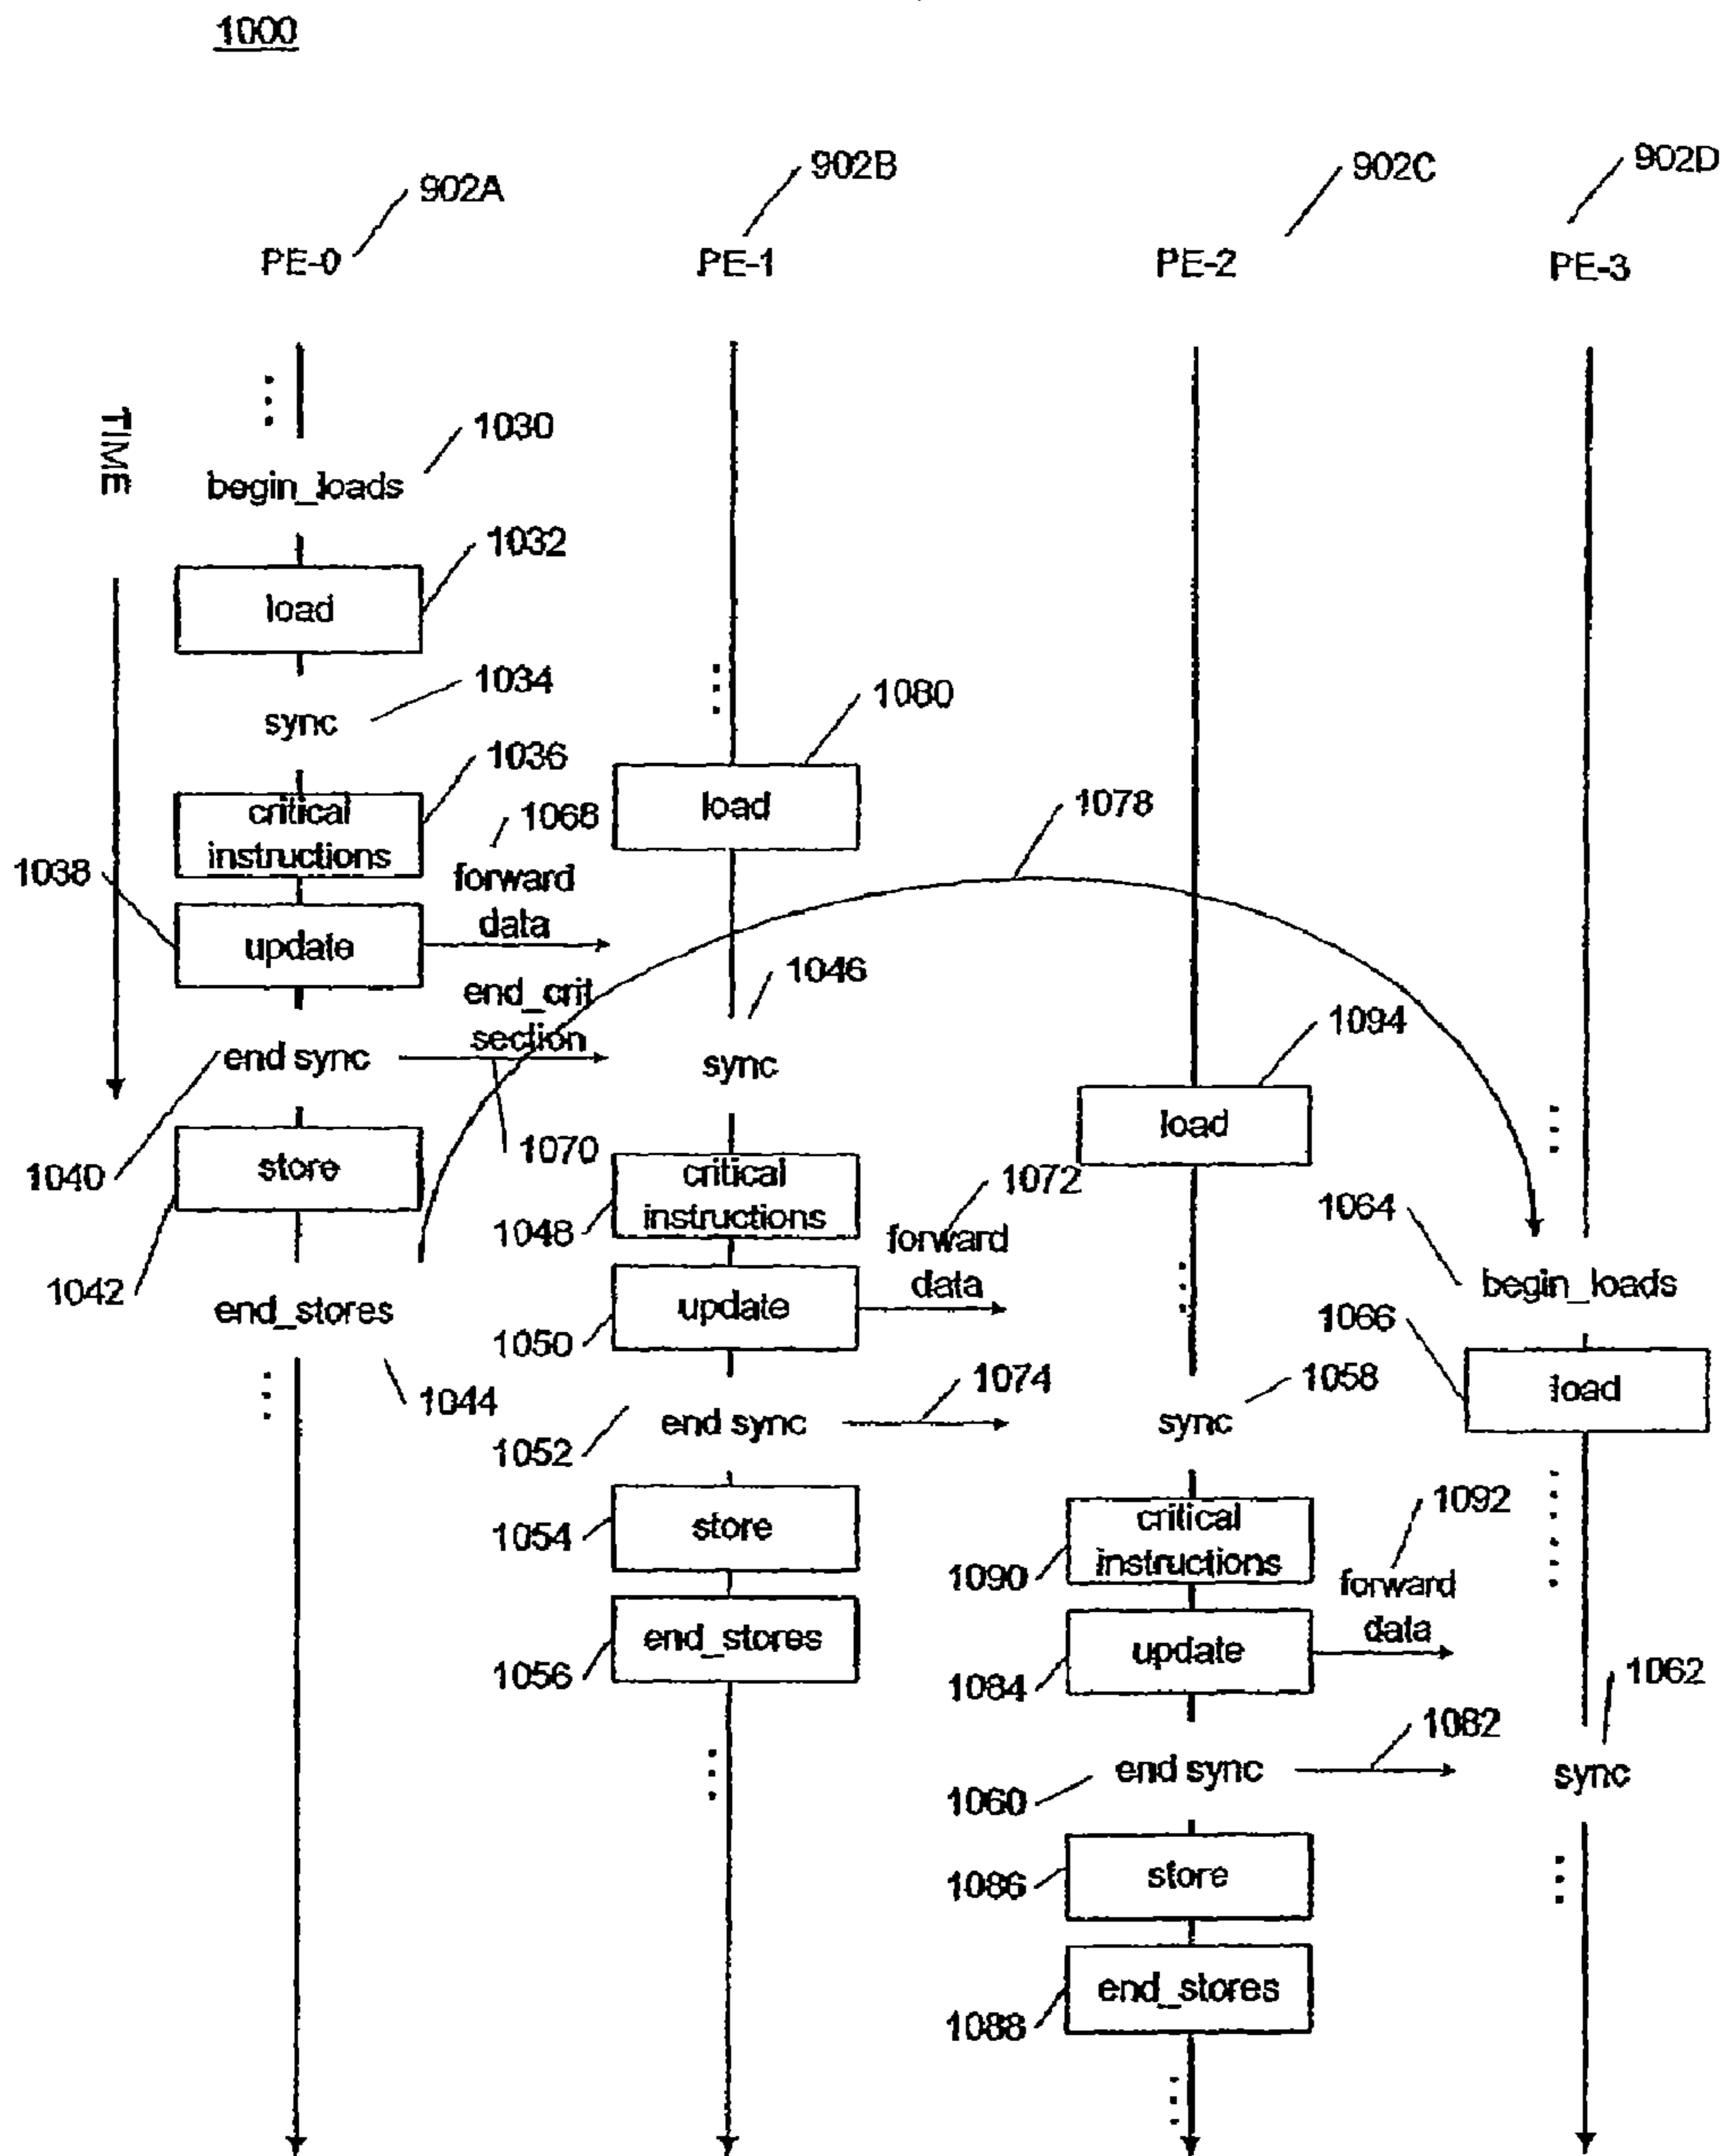 1000
902A
902B
902C
902D
PE-0
PE-1
PE-2
PE-3
TIME
1030
begin_loads
1032
load
1034
sync
1080
load
1036
critical
instructions
1068
forward
data
1078
1038
update
1046
end_crit
section
1040
end sync
sync
1094
load
1070
store
1042
critical
instructions
1048
1072
forward
data
1064
begin_loads
end_stores
1044
update
1050
1066
load
1074
1058
1052
end sync
sync
1054
store
1092
critical
instructions
1090
forward
data
end_stores
1056
update
1084
1062
1082
1060
end sync
sync
store
1086
end_stores
1088